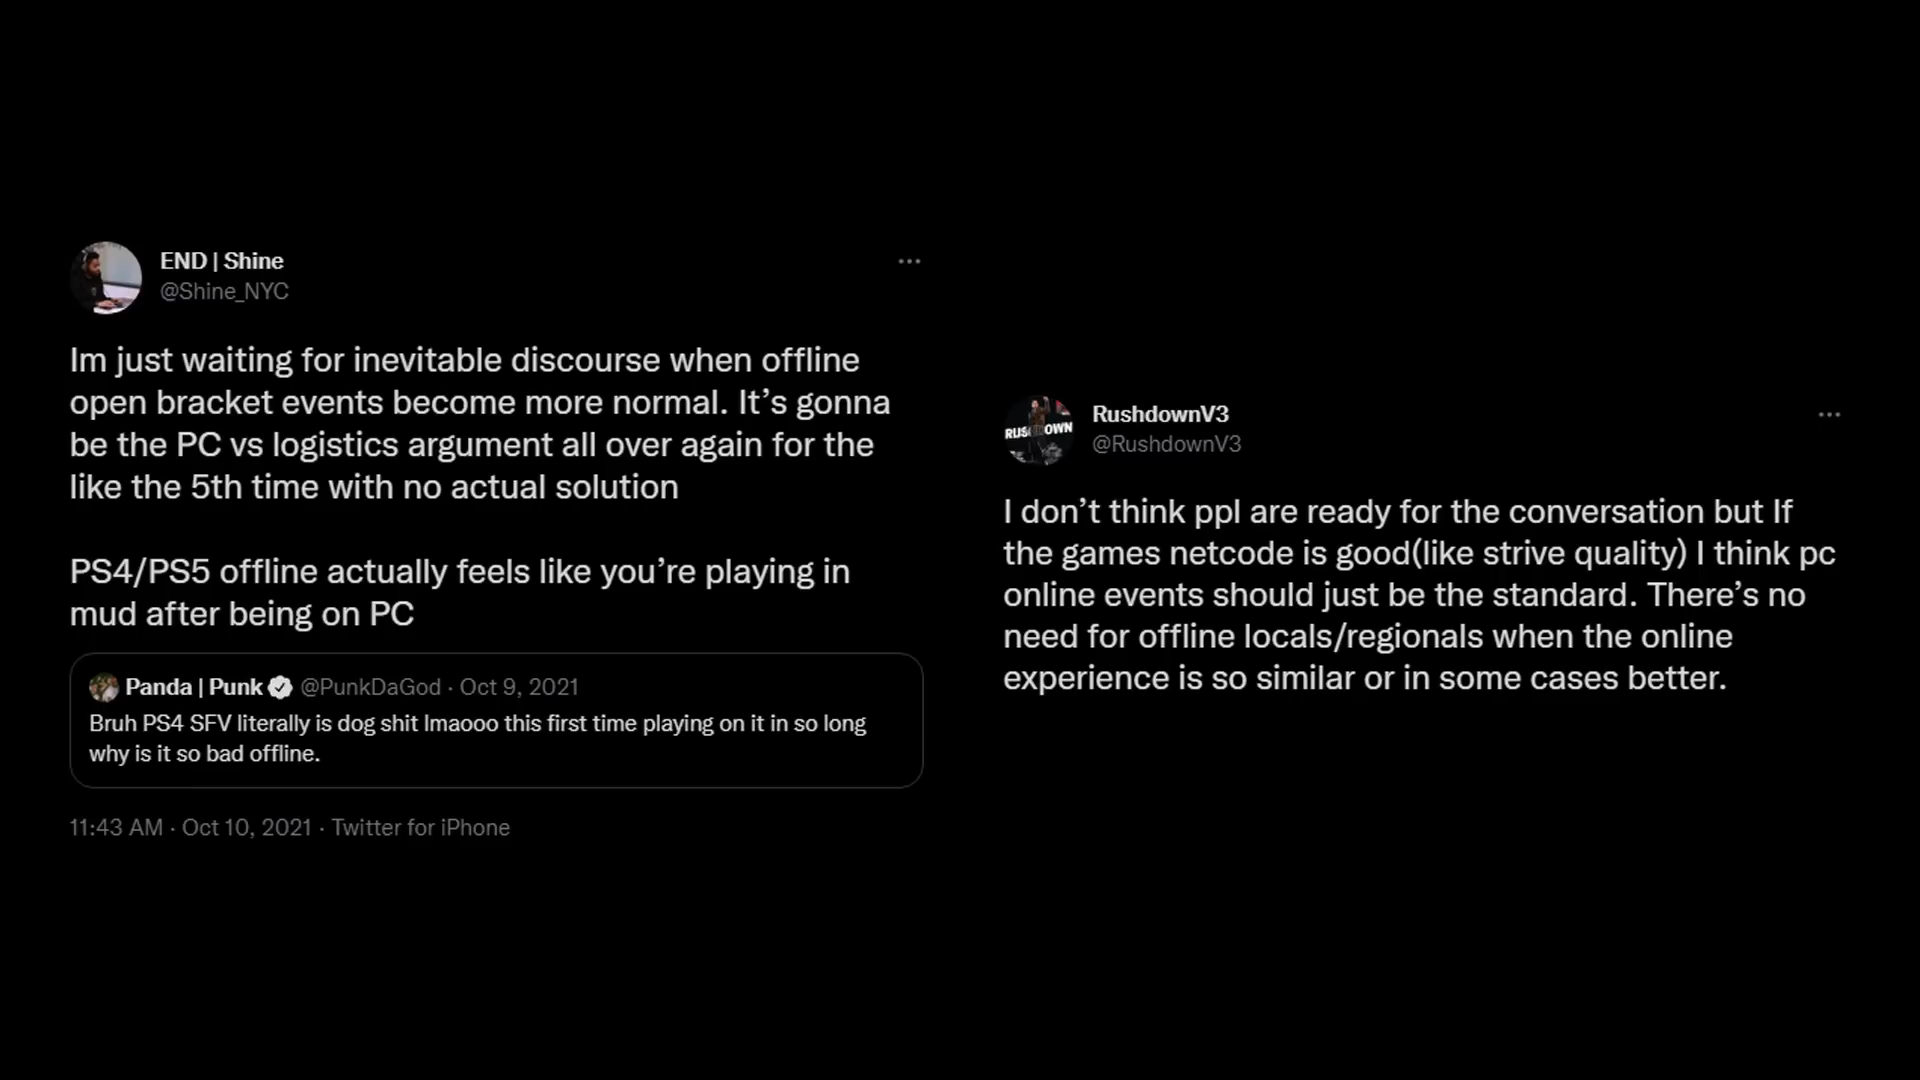 END | Shine
@Shine_NYC
Im just waiting for inevitable discourse when offline
open bracket events become more normal. It’s gonna
be the PC vs logistics argument all over again for the
like the 5th time with no actual solution
PS4/PS5 offline actually feels like you’re playing in
mud after being on PC
Panda | Punk @PunkDaGod · Oct 9, 2021
Bruh PS4 SFV literally is dog shit lmaooo this first time playing on it in so long
why is it so bad offline.
11:43 AM · Oct 10, 2021 · Twitter for iPhone
RushdownV3
@RushdownV3
I don’t think ppl are ready for the conversation but If
the games netcode is good(like strive quality) I think pc
online events should just be the standard. There’s no
need for offline locals/regionals when the online
experience is so similar or in some cases better.